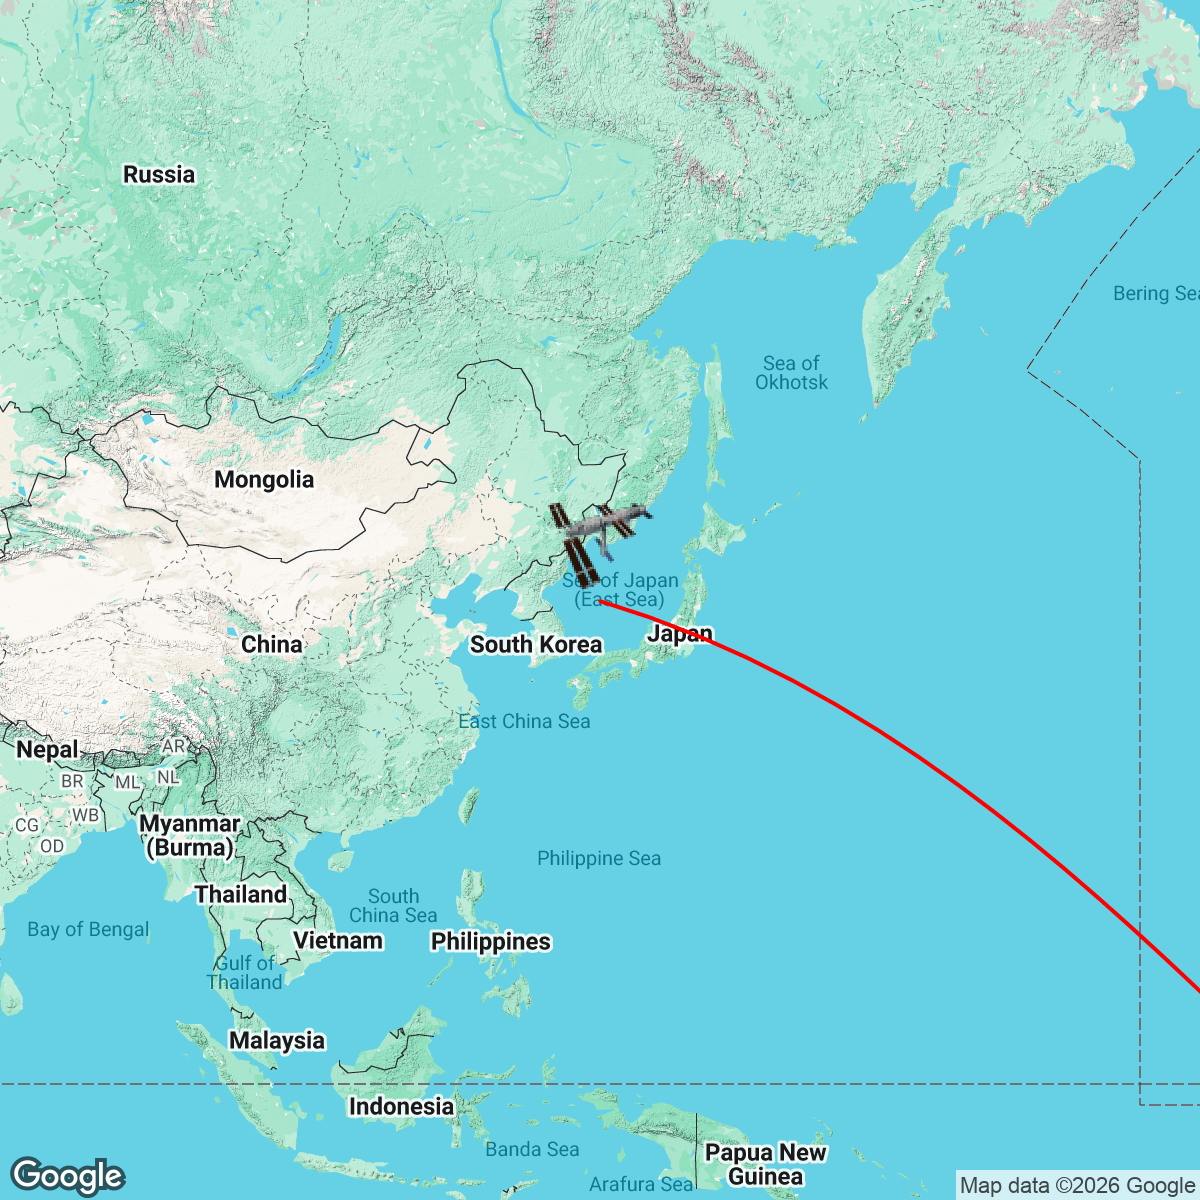 Russia
Bering Sea
Sea of
Okhotsk
Mongolia
Sea of Japan
(East Sea)
Japan
China
South Korea
East China Sea
Nepal
AR
NL
BR
ML
WB
CG
OD
Myanmar
(Burma)
Philippine Sea
Thailand
South
China Sea
Bay of Bengal
Vietnam
Philippines
Gulf of
Thailand
Malaysia
Indonesia
Banda Sea
Papua New
Guinea
Arafura Sea
Google
Map data ©2026 Google